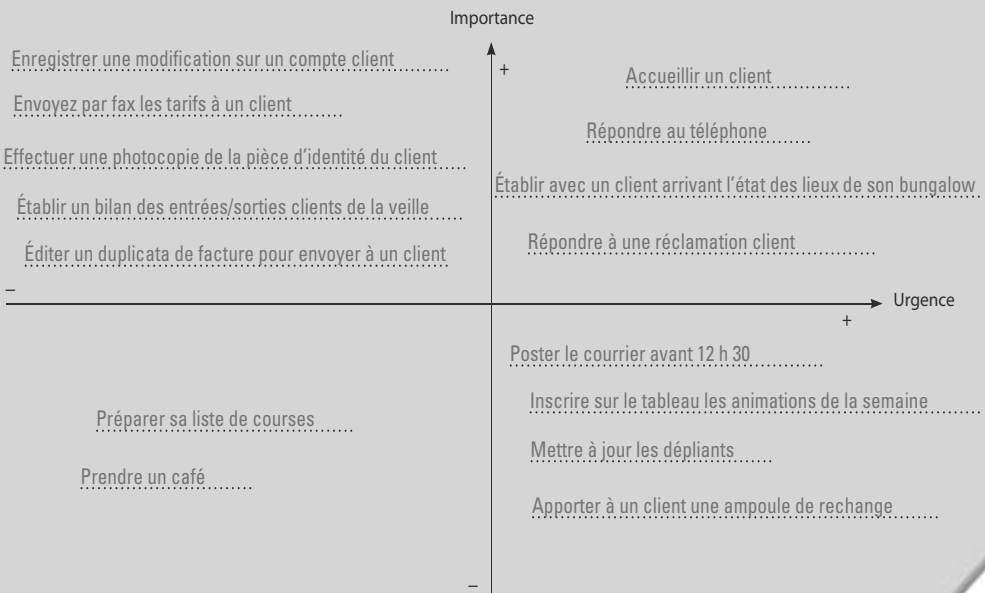 Importance
+
Enregistrer une modification sur un compte client
Envoyez par fax les tarifs à un client
Effectuer une photocopie de la pièce d'identité du client
Établir un bilan des entrées/sorties clients de la veille
Éditer un duplicata de facture pour envoyer à un client
Accueillir un client
Répondre au téléphone
Établir avec un client arrivant l'état des lieux de son bungalow
Répondre à une réclamation client
–
Urgence
+
Préparer sa liste de courses
Prendre un café
Poster le courrier avant 12 h 30
Inscrire sur le tableau les animations de la semaine
Mettre à jour les dépliants
Apporter à un client une ampoule de rechange
–